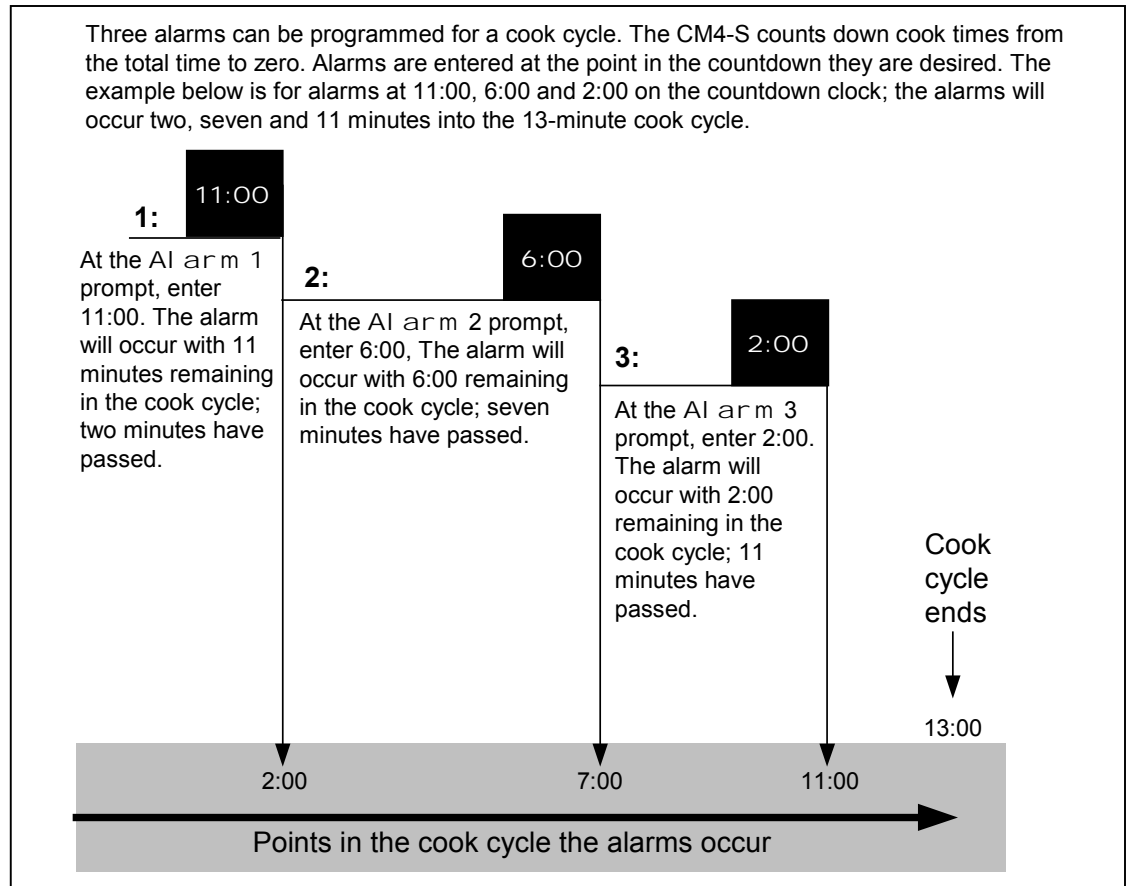 Three alarms can be programmed for a cook cycle. The CM4-S counts down cook times from
the total time to zero. Alarms are entered at the point in the countdown they are desired. The
example below is for alarms at 11:00, 6:00 and 2:00 on the countdown clock; the alarms will
occur two, seven and 11 minutes into the 13-minute cook cycle.
11:00
1:
At the Alarm 1
prompt, enter
11:00. The alarm
will occur with 11
minutes remaining
in the cook cycle;
two minutes have
passed.
6:00
2:
At the Alarm 2 prompt,
enter 6:00, The alarm will
occur with 6:00 remaining
in the cook cycle; seven
minutes have passed.
2:00
3:
At the Alarm 3
prompt, enter 2:00.
The alarm will
occur with 2:00
remaining in the
cook cycle; 11
minutes have
passed.
Cook
cycle
ends
13:00
2:00
7:00
11:00
Points in the cook cycle the alarms occur